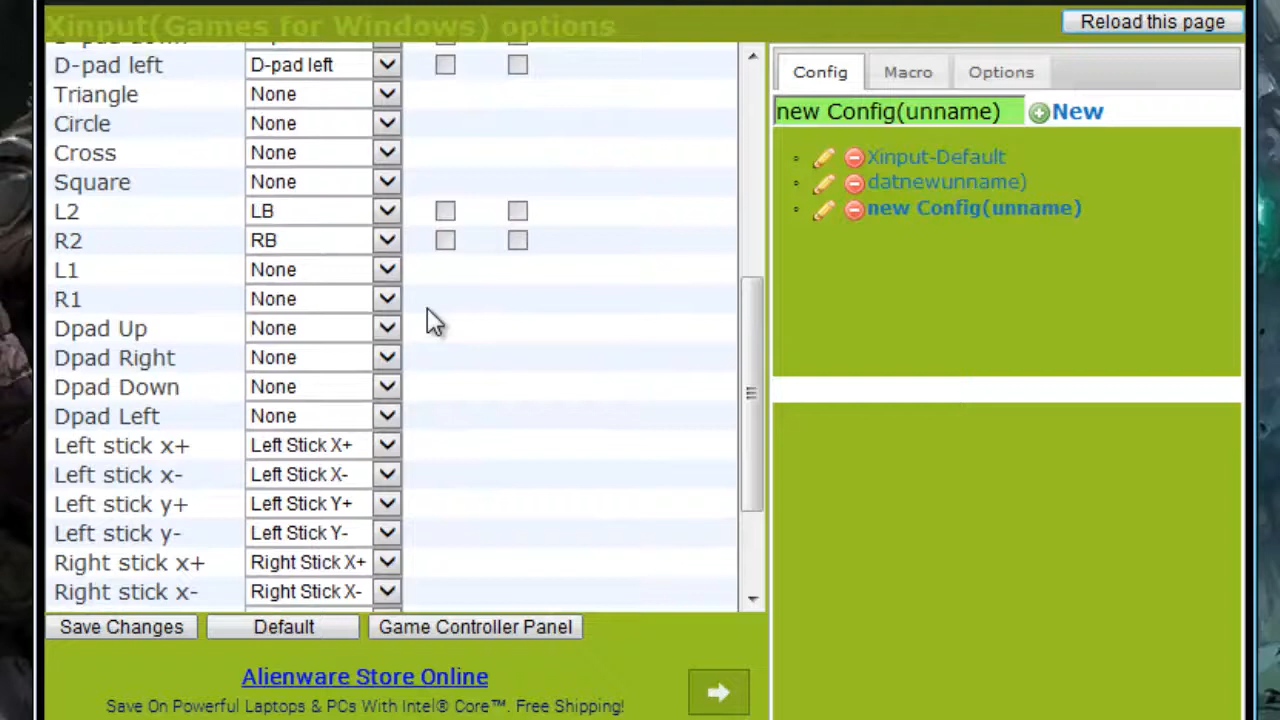 Xinput(Games for Windows) options
Reload this page
D-pad down
D-pad left D-pad left
Triangle None
Circle None
Cross None
Square None
L2 LB
R2 RB
L1 None
R1 None
Dpad Up None
Dpad Right None
Dpad Down None
Dpad Left None
Left stick x+ Left Stick X+
Left stick x- Left Stick X-
Left stick y+ Left Stick Y+
Left stick y- Left Stick Y-
Right stick x+ Right Stick X+
Right stick x- Right Stick X-
Save Changes Default Game Controller Panel
Alienware Store Online
Save On Powerful Laptops & PCs With Intel® Core™. Free Shipping!
Config Macro Options
new Config(unname) New
Xinput-Default
datnewunname)
new Config(unname)